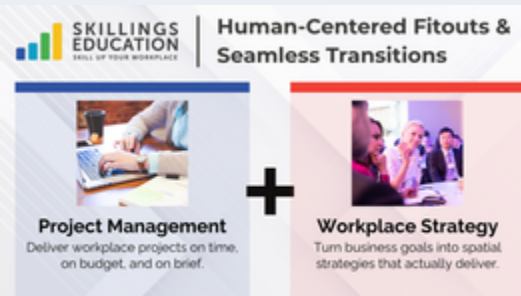 SKILLINGS
EDUCATION
SKILL UP YOUR WORKPLACE
Human-Centered Fitouts &
Seamless Transitions
Project Management
Deliver workplace projects on time,
on budget, and on brief.
+
Workplace Strategy
Turn business goals into spatial
strategies that actually deliver.